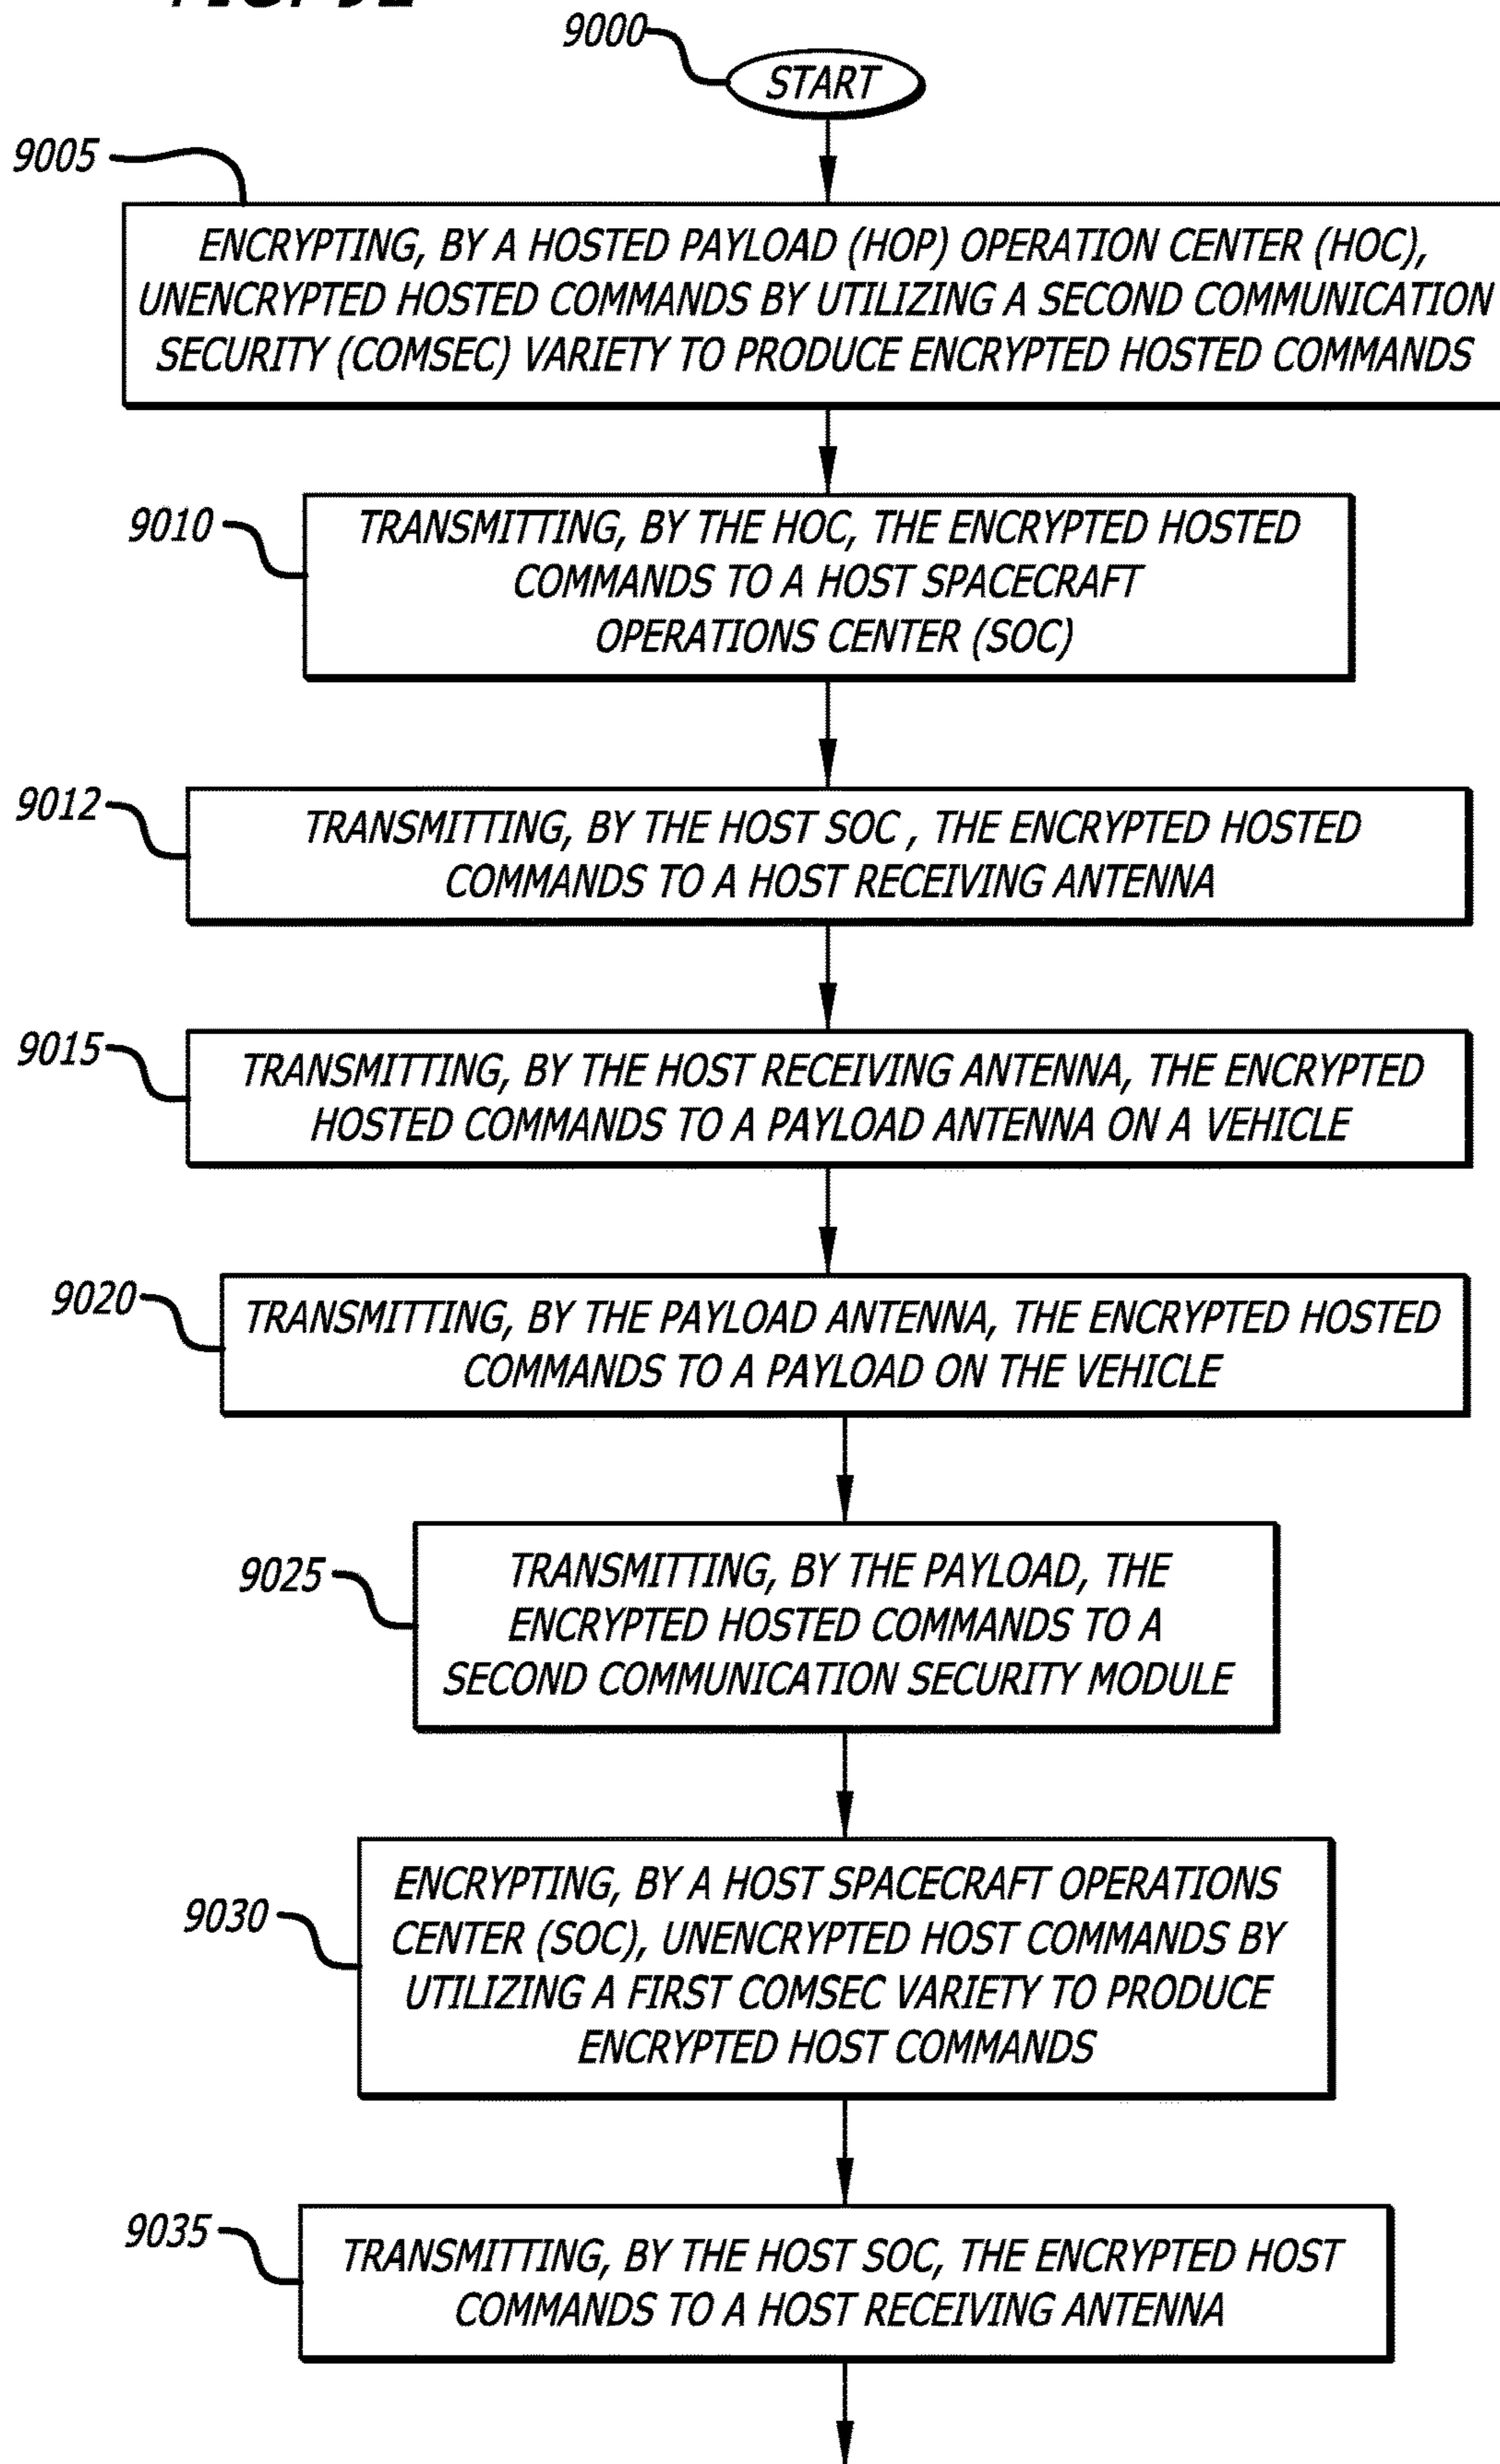 9000
START
9005
ENCRYPTING, BY A HOSTED PAYLOAD (HOP) OPERATION CENTER (HOC),
UNENCRYPTED HOSTED COMMANDS BY UTILIZING A SECOND COMMUNICATION
SECURITY (COMSEC) VARIETY TO PRODUCE ENCRYPTED HOSTED COMMANDS
9010
TRANSMITTING, BY THE HOC, THE ENCRYPTED HOSTED
COMMANDS TO A HOST SPACECRAFT
OPERATIONS CENTER (SOC)
9012
TRANSMITTING, BY THE HOST SOC , THE ENCRYPTED HOSTED
COMMANDS TO A HOST RECEIVING ANTENNA
9015
TRANSMITTING, BY THE HOST RECEIVING ANTENNA, THE ENCRYPTED
HOSTED COMMANDS TO A PAYLOAD ANTENNA ON A VEHICLE
9020
TRANSMITTING, BY THE PAYLOAD ANTENNA, THE ENCRYPTED HOSTED
COMMANDS TO A PAYLOAD ON THE VEHICLE
9025
TRANSMITTING, BY THE PAYLOAD, THE
ENCRYPTED HOSTED COMMANDS TO A
SECOND COMMUNICATION SECURITY MODULE
9030
ENCRYPTING, BY A HOST SPACECRAFT OPERATIONS
CENTER (SOC), UNENCRYPTED HOST COMMANDS BY
UTILIZING A FIRST COMSEC VARIETY TO PRODUCE
ENCRYPTED HOST COMMANDS
9035
TRANSMITTING, BY THE HOST SOC, THE ENCRYPTED HOST
COMMANDS TO A HOST RECEIVING ANTENNA